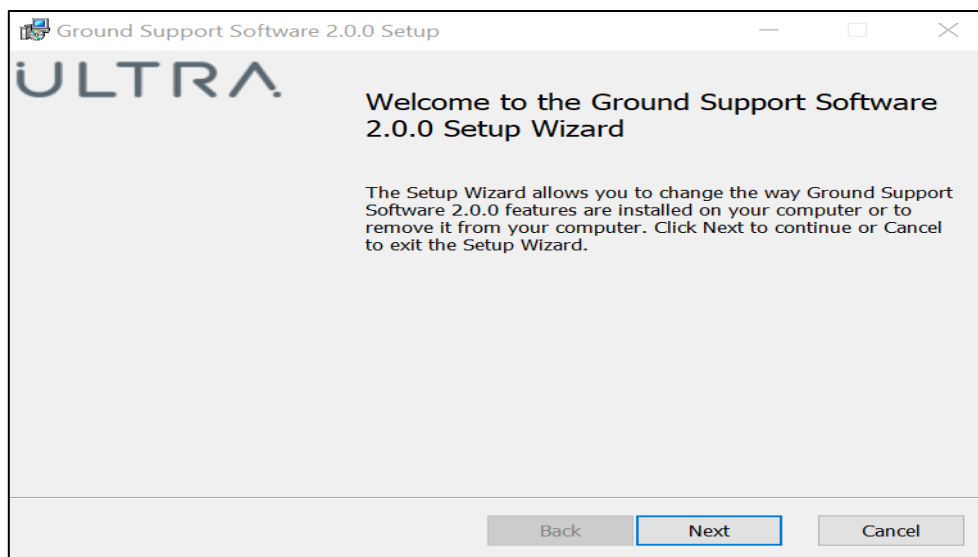 Ground Support Software 2.0.0 Setup
ULTRA
Welcome to the Ground Support Software
2.0.0 Setup Wizard
The Setup Wizard allows you to change the way Ground Support
Software 2.0.0 features are installed on your computer or to
remove it from your computer. Click Next to continue or Cancel
to exit the Setup Wizard.
Back Next Cancel